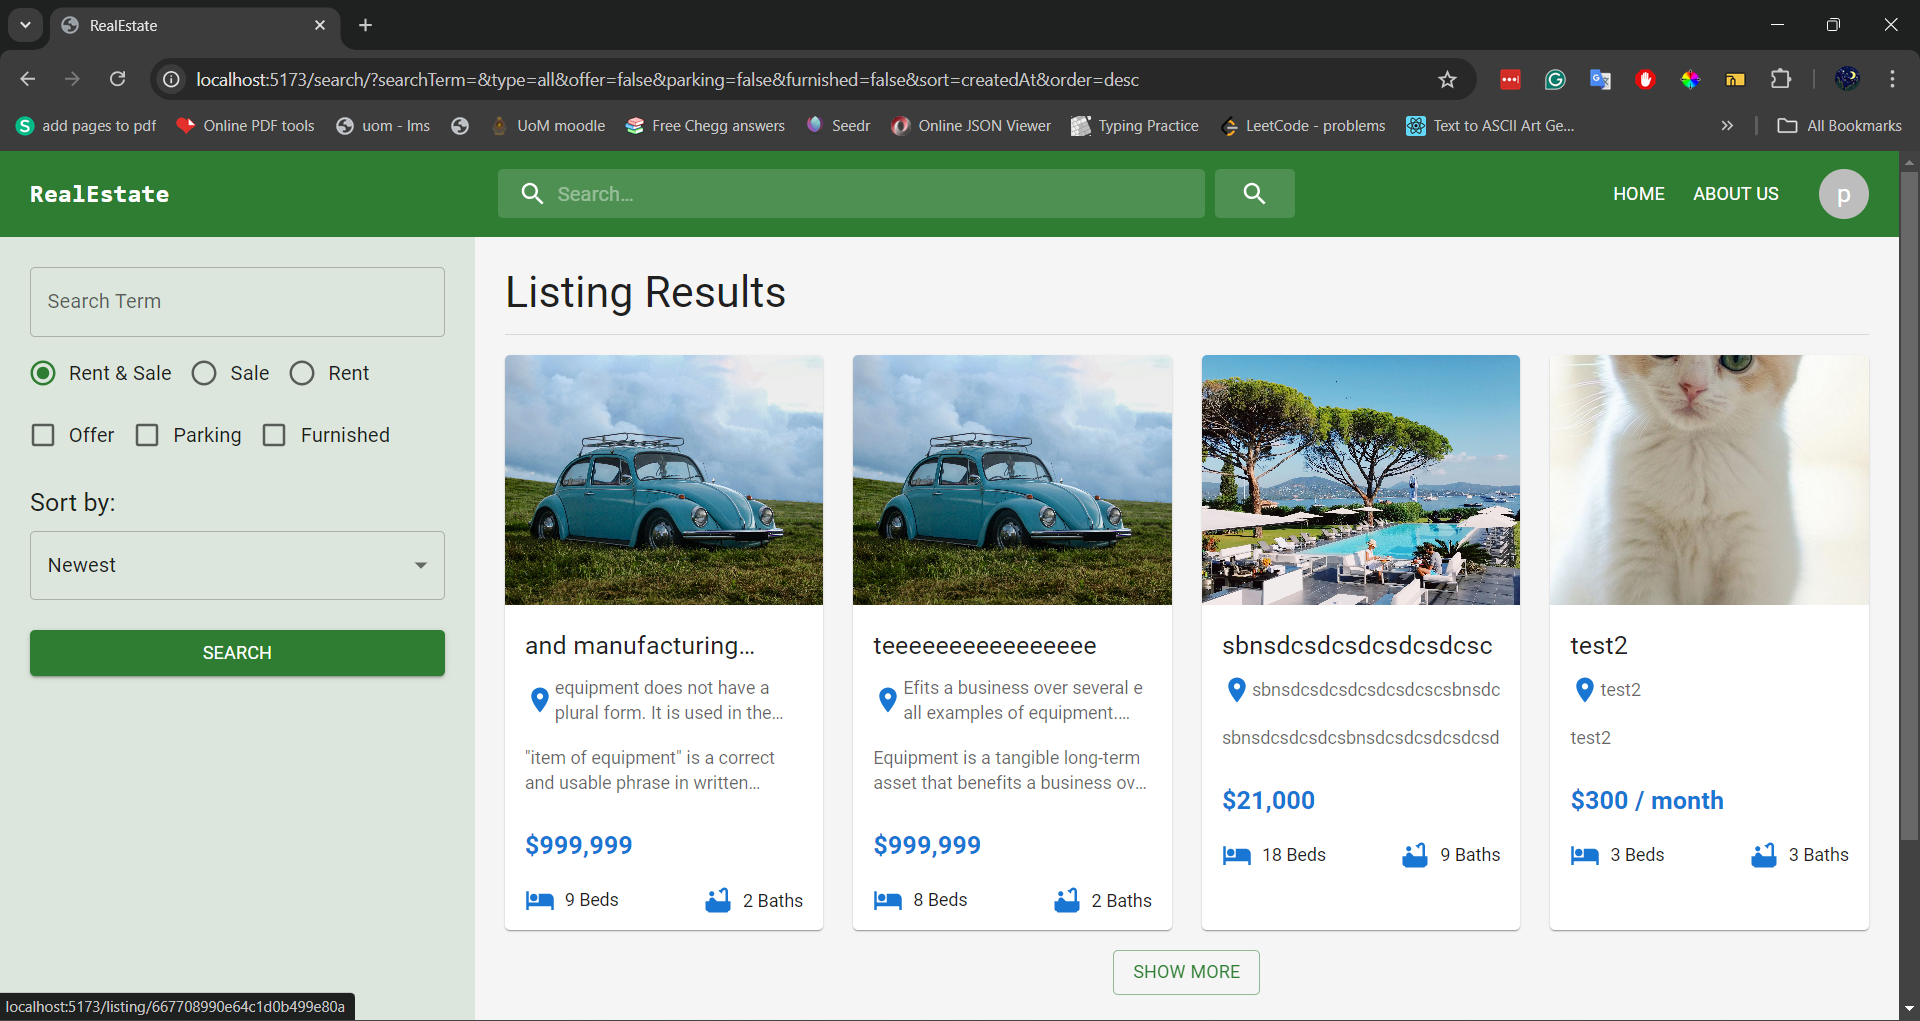 RealEstate
localhost:5173/search/?searchTerm=&type=all&offer=false&parking=false&furnished=false&sort=createdAt&order=desc
add pages to pdf
Online PDF tools
uom - lms
UoM moodle
Free Chegg answers
Seedr
Online JSON Viewer
Typing Practice
LeetCode - problems
Text to ASCII Art Ge...
All Bookmarks
RealEstate
Search...
HOME
ABOUT US
p
Search Term
Rent & Sale
Sale
Rent
Offer
Parking
Furnished
Sort by:
Newest
SEARCH
Listing Results
and manufacturing...
equipment does not have a
plural form. It is used in the...
"item of equipment" is a correct
and usable phrase in written...
$999,999
9 Beds
2 Baths
teeeeeeeeeeeeeeee
Efits a business over several e
all examples of equipment....
Equipment is a tangible long-term
asset that benefits a business ov...
$999,999
8 Beds
2 Baths
sbnsdcsdcsdcsdcsdcsc
sbnsdcsdcsdcsdcsdcscsbnsdc
sbnsdcsdcsdcsbnsdcsdcsdcsdcsd
$21,000
18 Beds
9 Baths
test2
test2
test2
$300 / month
3 Beds
3 Baths
SHOW MORE
localhost:5173/listing/667708990e64c1d0b499e80a